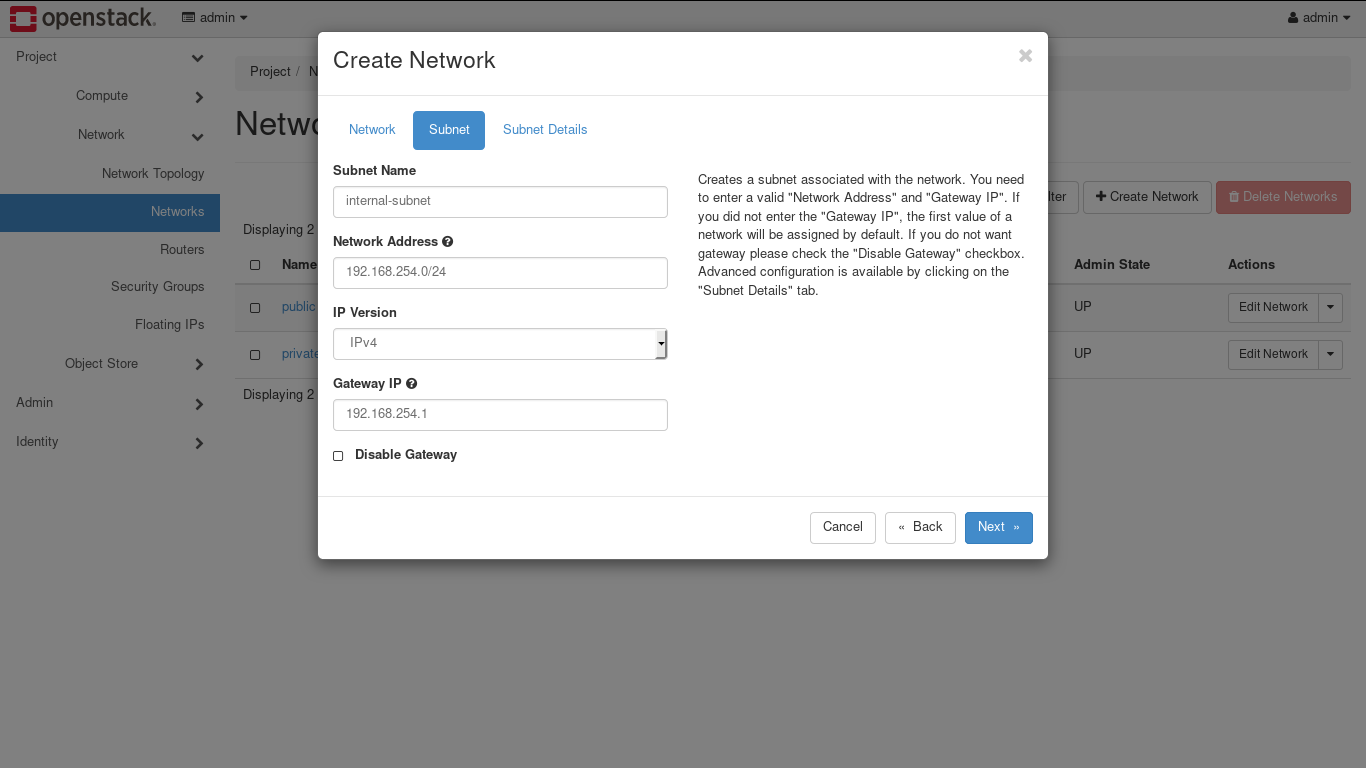 openstack.
admin
admin
Project
Compute
Network
Network Topology
Networks
Routers
Security Groups
Floating IPs
Object Store
Admin
Identity
Project /
Create Network
+ Create Network
Delete Networks
Displaying 2
Name
Admin State
Actions
public
UP
Edit Network
private
UP
Edit Network
Displaying 2
Create Network
×
Network
Subnet
Subnet Details
Subnet Name
internal-subnet
Network Address
192.168.254.0/24
IP Version
IPv4
Gateway IP
192.168.254.1
Disable Gateway
Creates a subnet associated with the network. You need
to enter a valid "Network Address" and "Gateway IP". If
you did not enter the "Gateway IP", the first value of a
network will be assigned by default. If you do not want
gateway please check the "Disable Gateway" checkbox.
Advanced configuration is available by clicking on the
"Subnet Details" tab.
Cancel
« Back
Next »